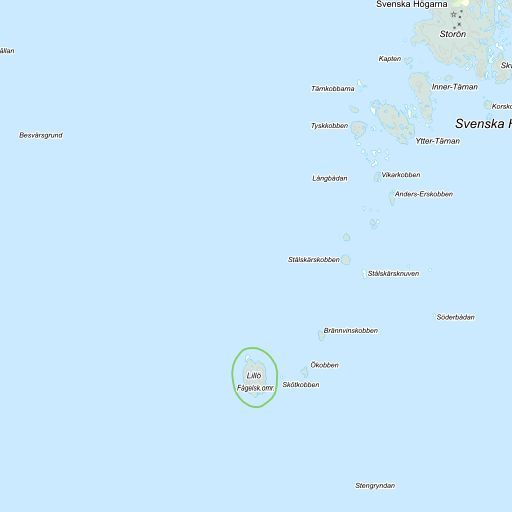 Svenska Högarna
Storön
ällan
Kapten
Sk
Inner-Tärnan
Tärnkobbarna
Korsko
Tyskkobben
Svenska H
Besvärsgrund
Ytter-Tärnan
Långbådan
Vikarkobben
Anders-Erskobben
Stålskärskobben
Stålskärsknuven
Söderbådan
Brännvinskobben
Ökobben
Lillö
Skötkobben
Fågelsk.omr.
Stengryndan